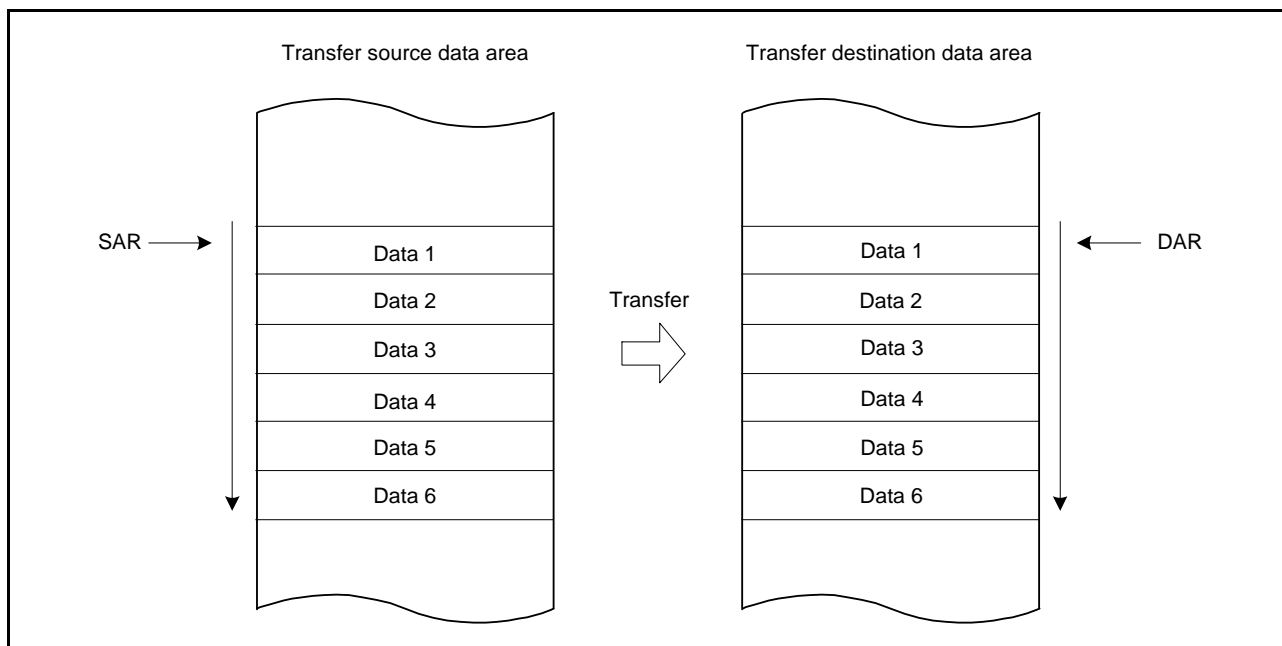 Transfer source data area
Transfer destination data area
SAR
DAR
Data 1
Data 1
Data 2
Data 2
Transfer
Data 3
Data 3
Data 4
Data 4
Data 5
Data 5
Data 6
Data 6